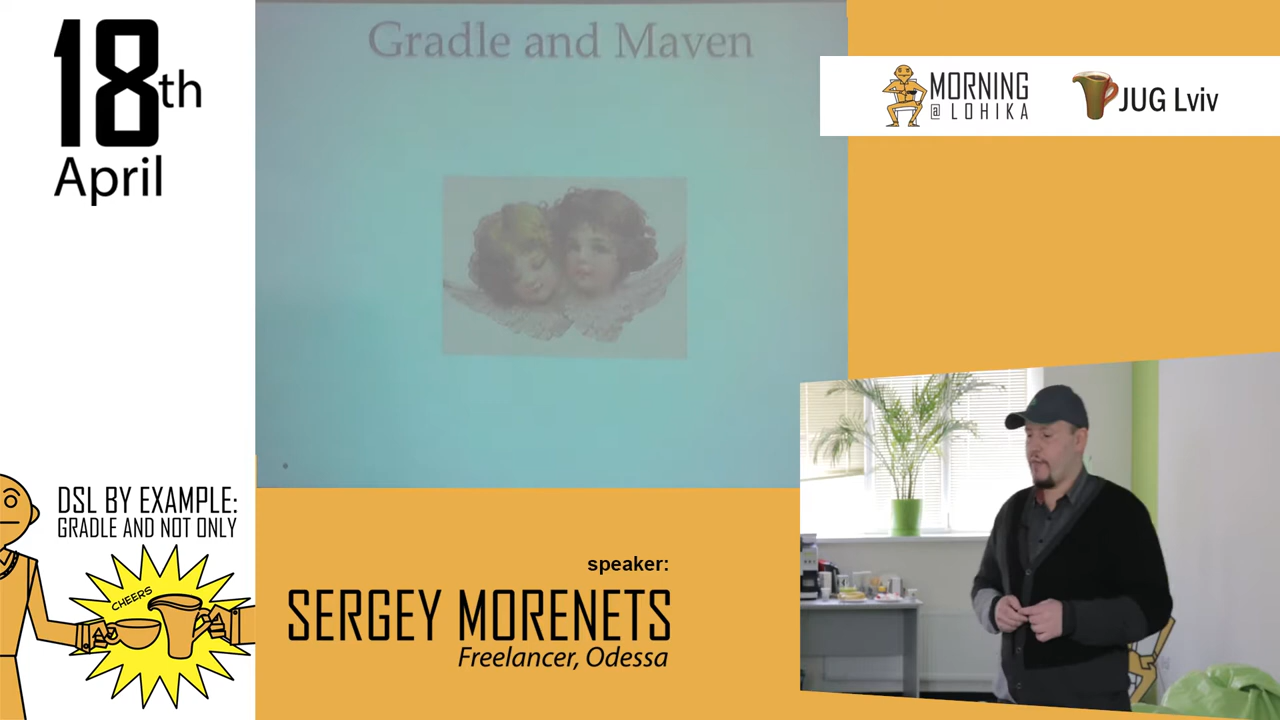 18th
April
Gradle and Maven
MORNING
@ LOHIKA
JUG Lviv
DSL BY EXAMPLE:
GRADLE AND NOT ONLY
CHEERS
speaker:
SERGEY MORENETS
Freelancer, Odessa